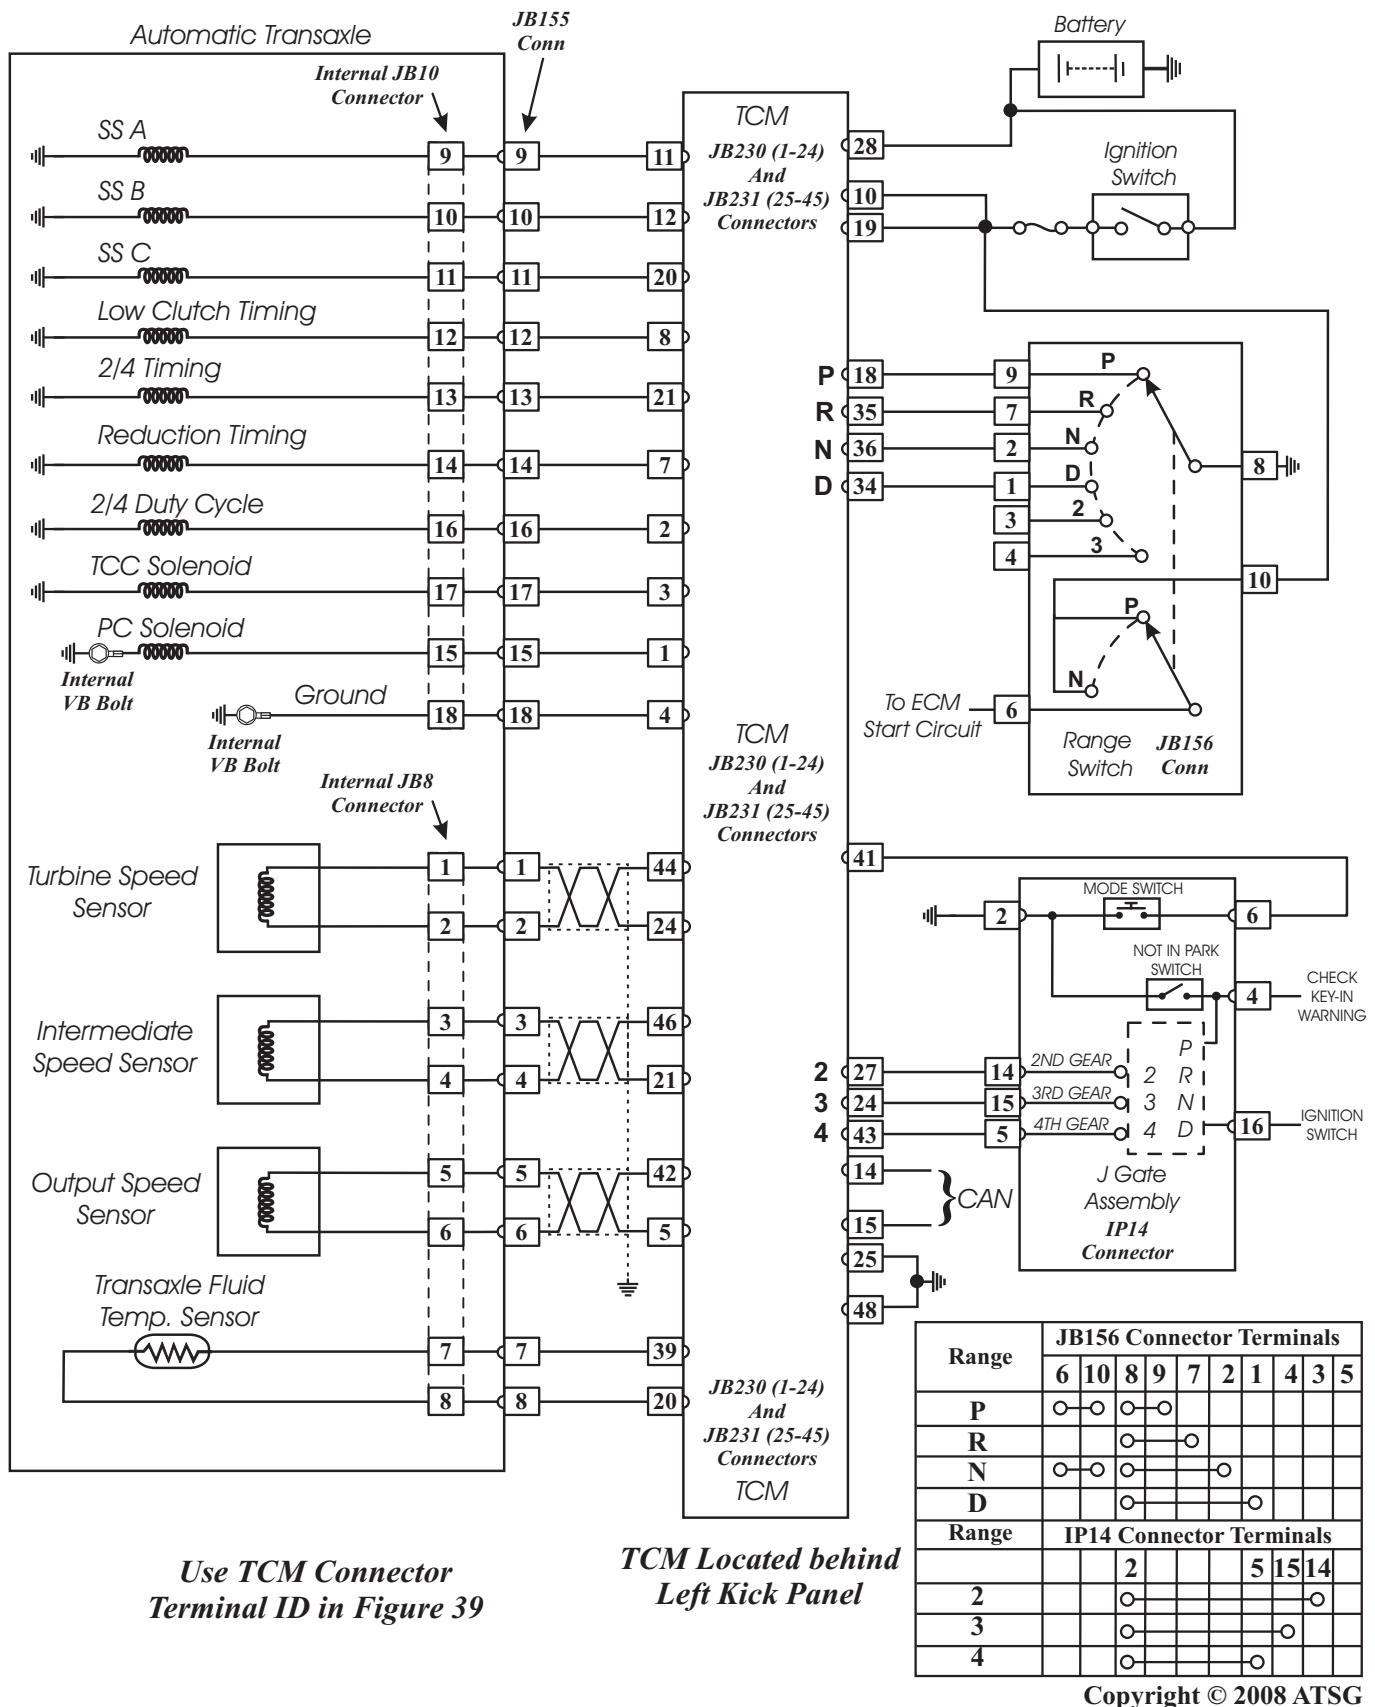 Automatic Transaxle
JB155
Conn
Internal JB10
Connector
SS A
9
9
11
SS B
10
10
12
SS C
11
11
20
Low Clutch Timing
12
12
8
2/4 Timing
13
13
21
Reduction Timing
14
14
7
2/4 Duty Cycle
16
16
2
TCC Solenoid
17
17
3
PC Solenoid
15
15
1
Internal
VB Bolt
Ground
18
18
4
Internal
VB Bolt
Internal JB8
Connector
Turbine Speed
Sensor
1
1
44
2
2
24
Intermediate
Speed Sensor
3
3
46
4
4
21
Output Speed
Sensor
5
5
42
6
6
5
Transaxle Fluid
Temp. Sensor
7
7
39
8
8
20
TCM
JB230 (1-24)
And
JB231 (25-45)
Connectors
TCM
JB230 (1-24)
And
JB231 (25-45)
Connectors
JB230 (1-24)
And
JB231 (25-45)
Connectors
TCM
Battery
28
10
19
Ignition
Switch
P 18 9 P
R 35 7 R
N 36 2 N
D 34 1 D
3 2
4 3
8
10
P
N
To ECM
Start Circuit
6
Range
Switch
JB156
Conn
41
MODE SWITCH
2
6
NOT IN PARK
SWITCH
4
CHECK
KEY-IN
WARNING
2 27 14 2ND GEAR
3 24 15 3RD GEAR
4 43 5 4TH GEAR
P
2 R
3 N
4 D
16
IGNITION
SWITCH
J Gate
Assembly
IP14
Connector
14
15
CAN
25
48
Range JB156 Connector Terminals
6 10 8 9 7 2 1 4 3 5
P
R
N
D
Range IP14 Connector Terminals
2 5 15 14
2
3
4
Use TCM Connector
Terminal ID in Figure 39
TCM Located behind
Left Kick Panel
Copyright © 2008 ATSG